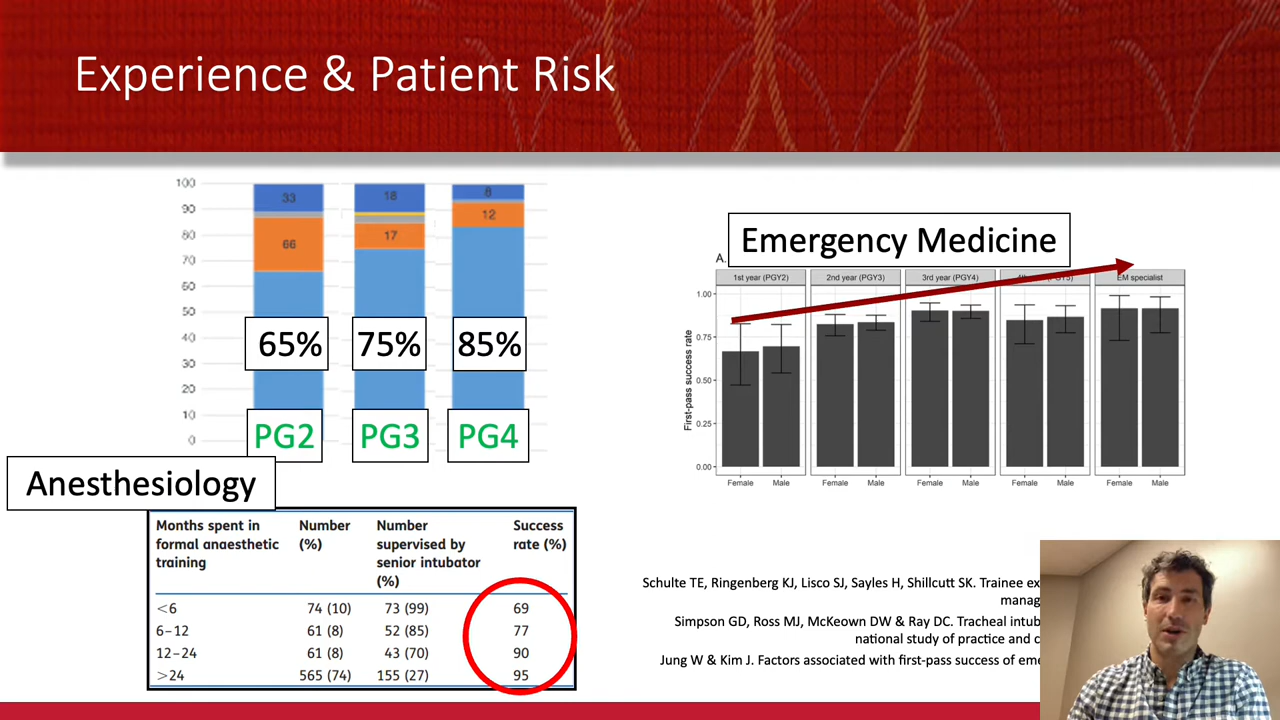 Experience & Patient Risk
100
90
80
70
60
50
40
30
20
10
0
33
18
8
66
17
12
65%
75%
85%
PG2
PG3
PG4
Anesthesiology
Months spent in formal anaesthetic training
Number (%)
Number supervised by senior intubator (%)
Success rate (%)
<6 74 (10) 73 (99) 69
6–12 61 (8) 52 (85) 77
12–24 61 (8) 43 (70) 90
>24 565 (74) 155 (27) 95
Emergency Medicine
A.
1st year (PGY2)
2nd year (PGY3)
3rd year (PGY4)
EM specialist
First-pass success rate
1.00
0.75
0.50
0.25
0.00
Female Male Female Male Female Male Female Male Female Male
Schulte TE, Ringenberg KJ, Lisco SJ, Sayles H, Shillcutt SK. Trainee ex
manag
Simpson GD, Ross MJ, McKeown DW & Ray DC. Tracheal intub
national study of practice and c
Jung W & Kim J. Factors associated with first-pass success of eme